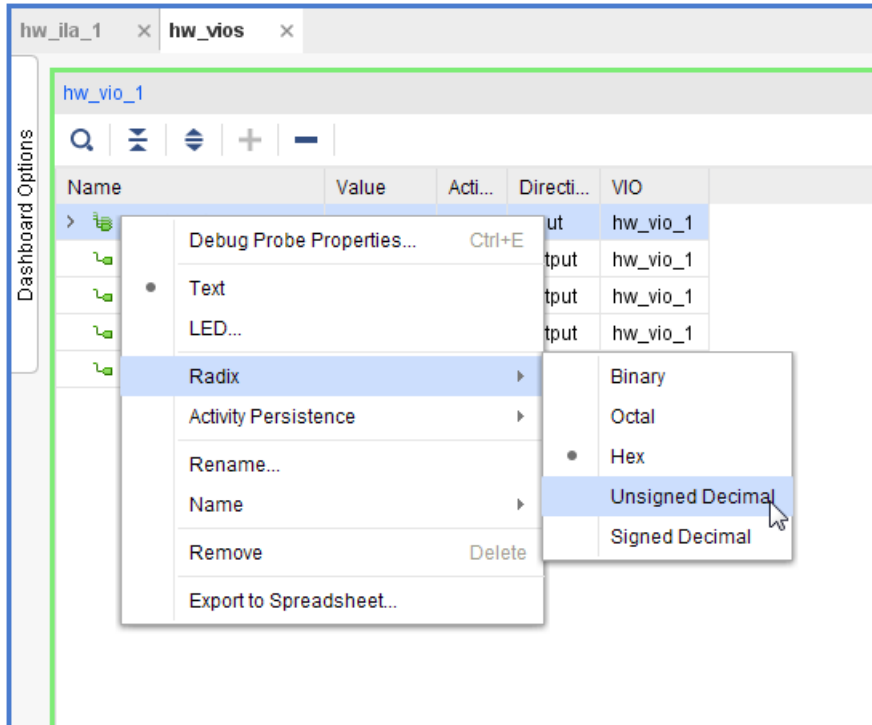 hw_ila_1 × hw_vios ×
Dashboard Options
hw_vio_1
Name Value Acti... Directi... VIO
ut hw_vio_1
tput hw_vio_1
tput hw_vio_1
tput hw_vio_1
Debug Probe Properties... Ctrl+E
Text
LED...
Radix
Activity Persistence
Rename...
Name
Remove Delete
Export to Spreadsheet...
Binary
Octal
Hex
Unsigned Decimal
Signed Decimal